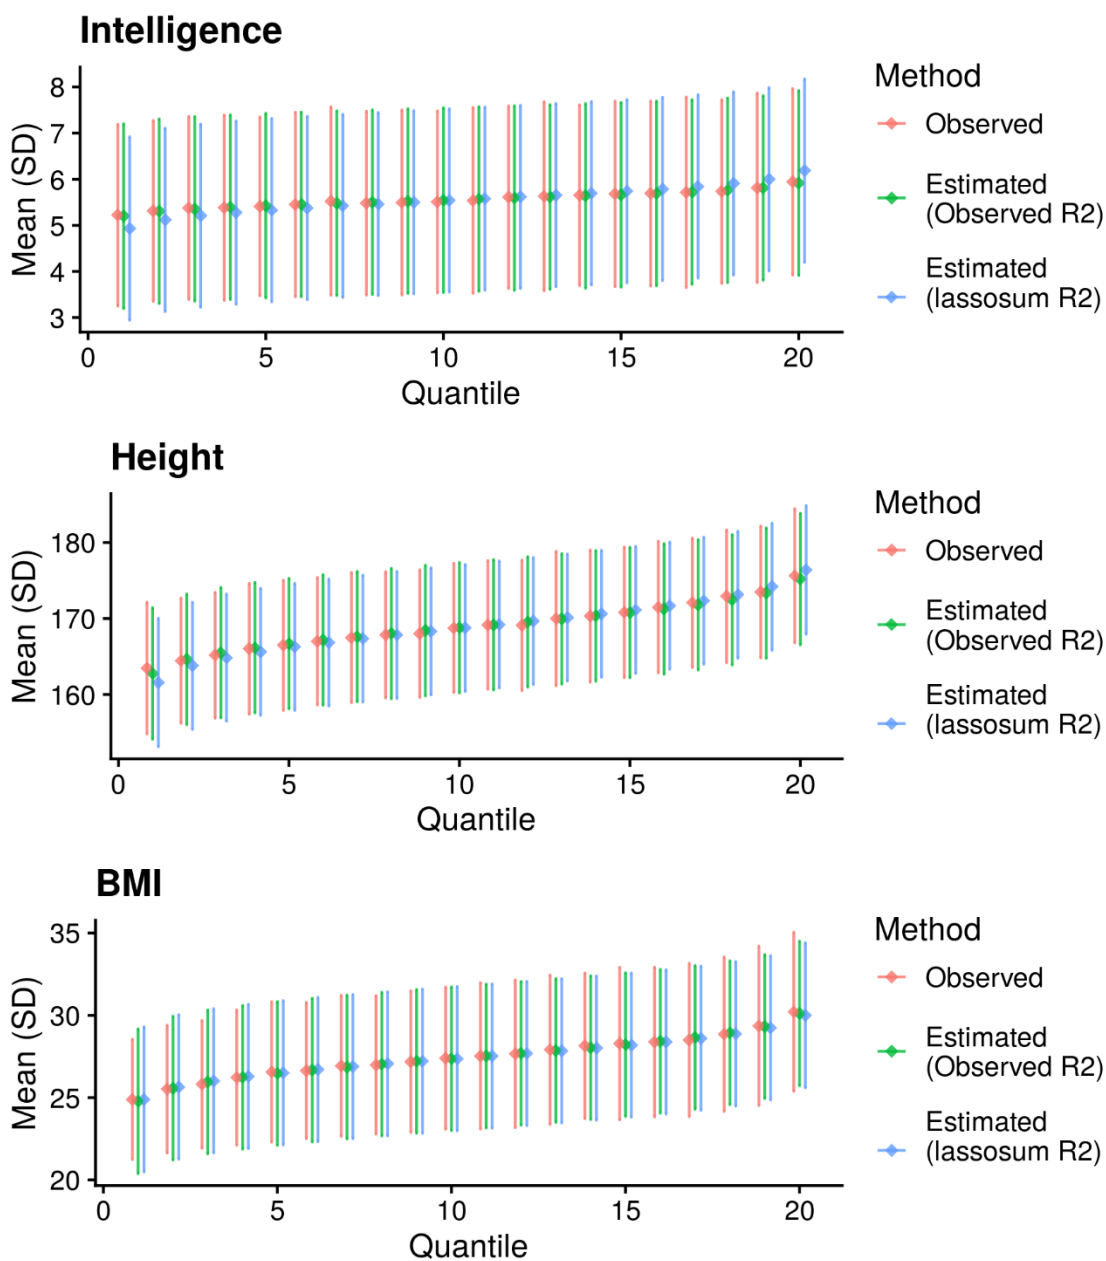 Intelligence
Mean (SD)
8
7
6
5
4
3
0 5 10 15 20
Quantile
Method
Observed
Estimated
(Observed R2)
Estimated
(lassosum R2)
Height
Mean (SD)
180
170
160
0 5 10 15 20
Quantile
Method
Observed
Estimated
(Observed R2)
Estimated
(lassosum R2)
BMI
Mean (SD)
35
30
25
20
0 5 10 15 20
Quantile
Method
Observed
Estimated
(Observed R2)
Estimated
(lassosum R2)